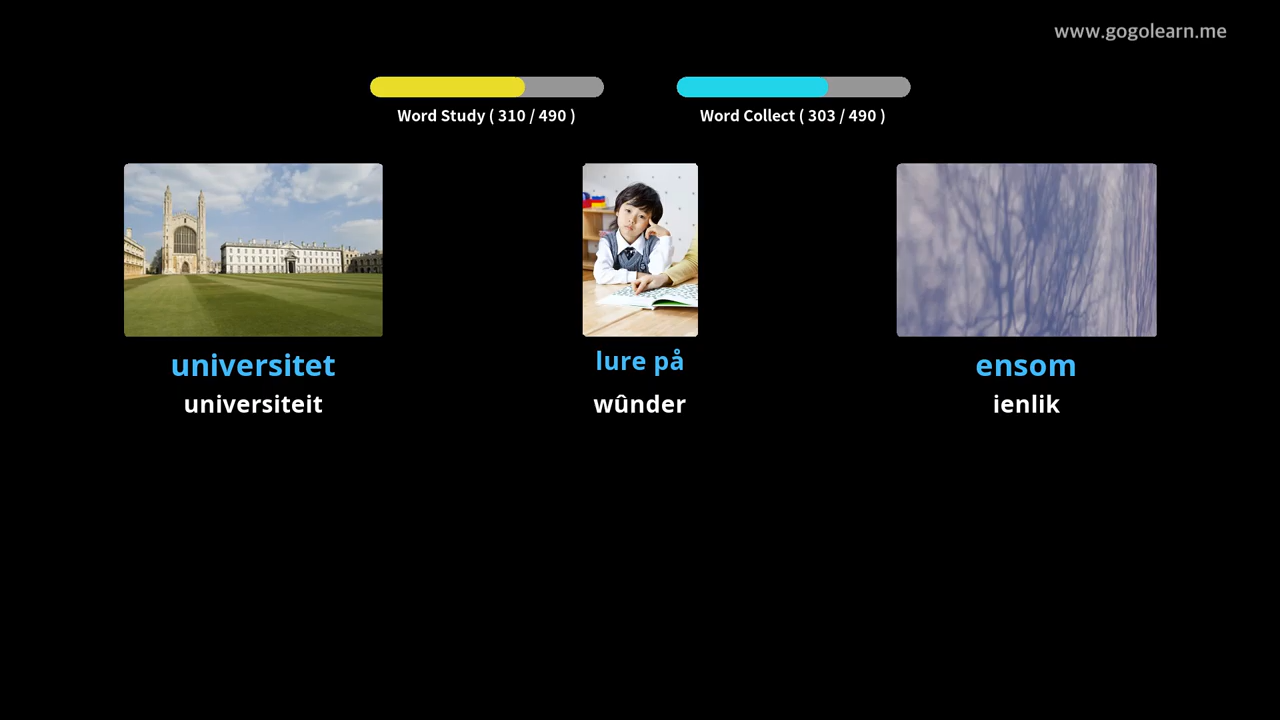 www.gogolearn.me
Word Study ( 310 / 490 )
Word Collect ( 303 / 490 )
universitet
universiteit
lure på
wûnder
ensom
ienlik